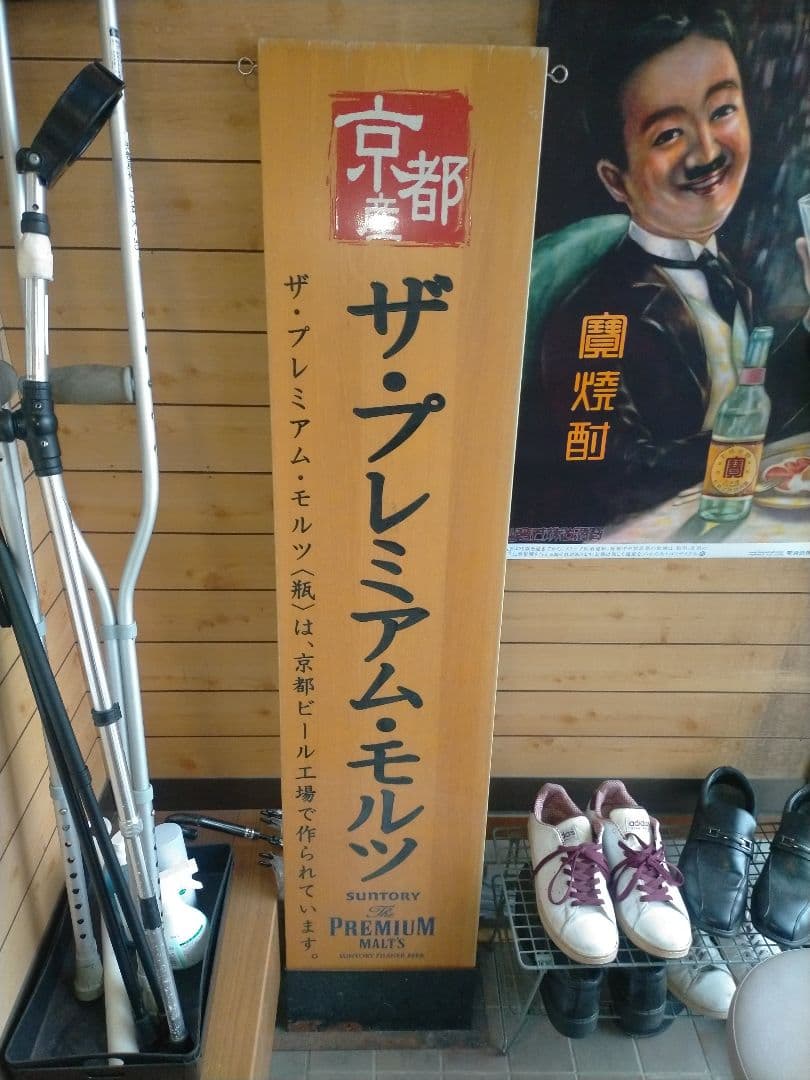 京都
産
ザ・プレミアム・モルツ
ザ・プレミアム・モルツ〈瓶〉は、京都ビール工場で作られています。
SUNTORY
The
PREMIUM
MALT'S
SUNTORY PILSNER BEER
寶焼酎
寶
adidas